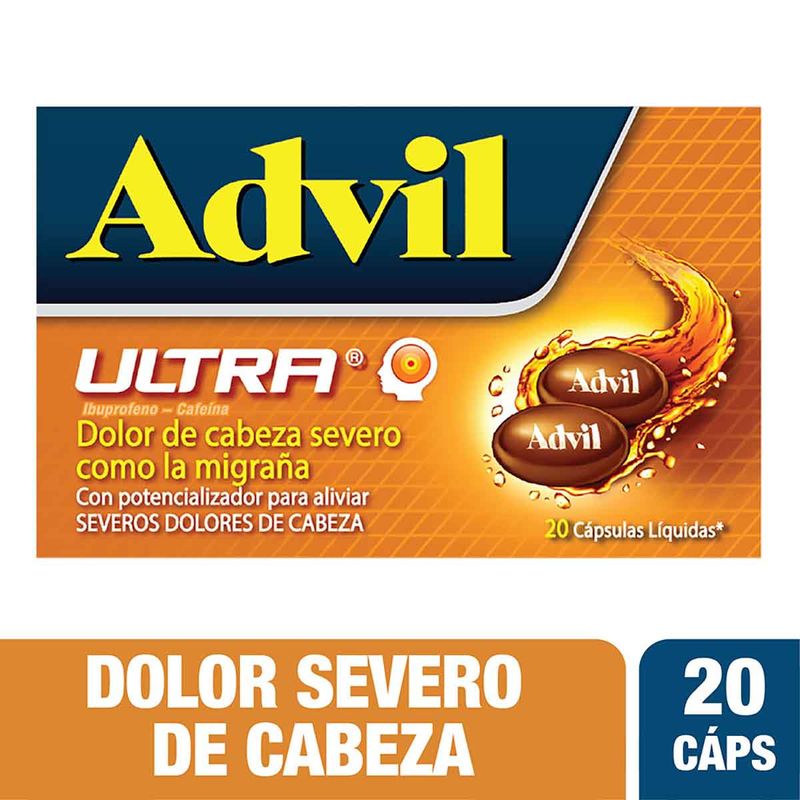 Advil
ULTRA®
Ibuprofeno – Cafeína
Dolor de cabeza severo
como la migraña
Con potencializador para aliviar
SEVEROS DOLORES DE CABEZA
Advil
Advil
20 Cápsulas Líquidas*
DOLOR SEVERO
DE CABEZA
20
CÁPS